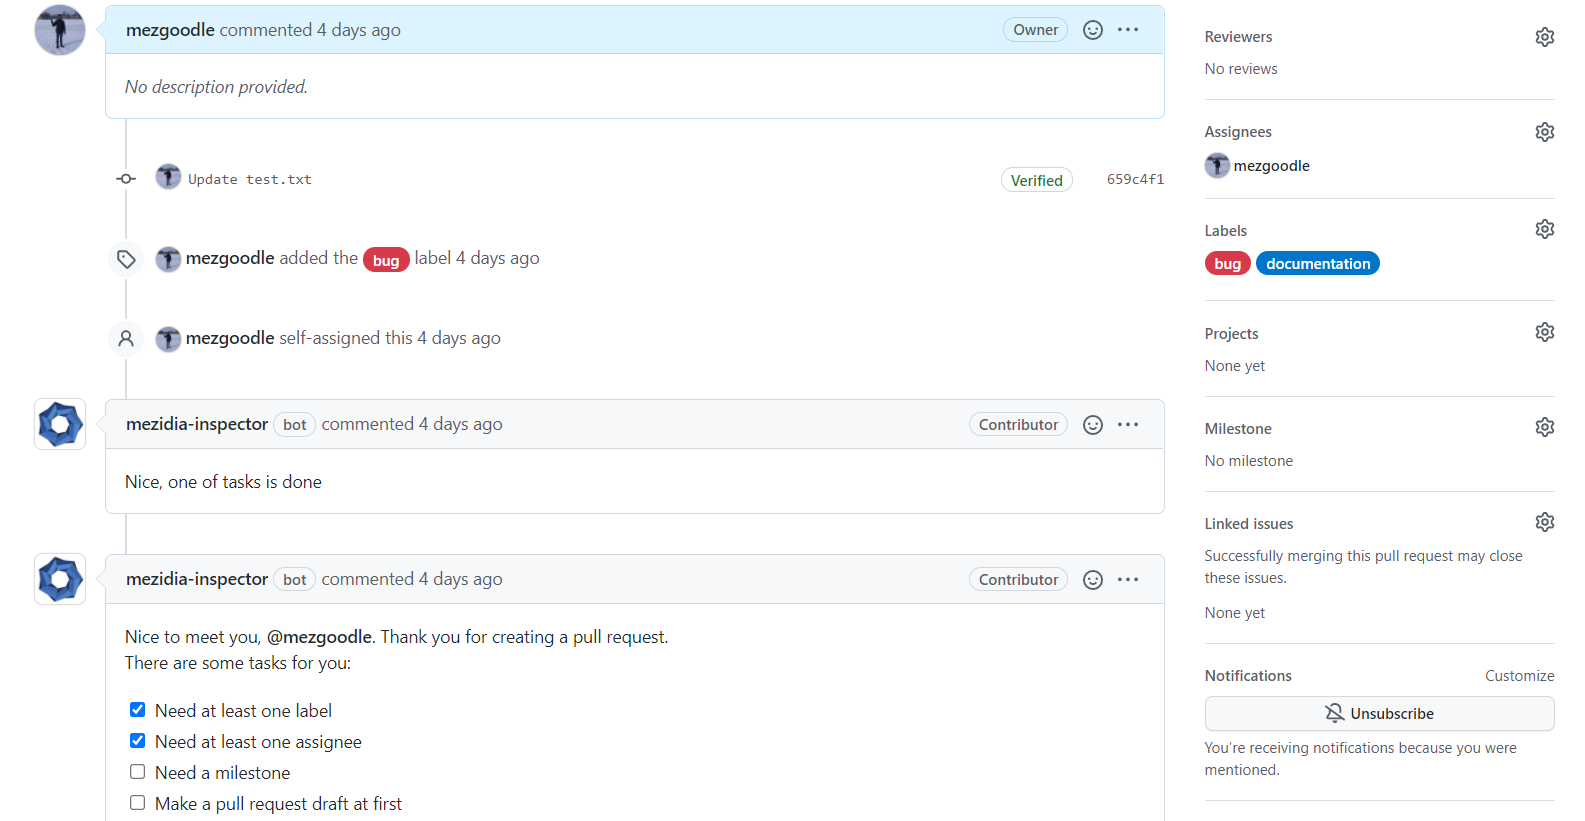 mezgoodle commented 4 days ago
Owner
No description provided.
Update test.txt
Verified
659c4f1
mezgoodle added the bug label 4 days ago
mezgoodle self-assigned this 4 days ago
mezidia-inspector bot commented 4 days ago
Contributor
Nice, one of tasks is done
mezidia-inspector bot commented 4 days ago
Contributor
Nice to meet you, @mezgoodle. Thank you for creating a pull request.
There are some tasks for you:
Need at least one label
Need at least one assignee
Need a milestone
Make a pull request draft at first
Reviewers
No reviews
Assignees
mezgoodle
Labels
bug documentation
Projects
None yet
Milestone
No milestone
Linked issues
Successfully merging this pull request may close
these issues.
None yet
Notifications
Customize
Unsubscribe
You’re receiving notifications because you were
mentioned.